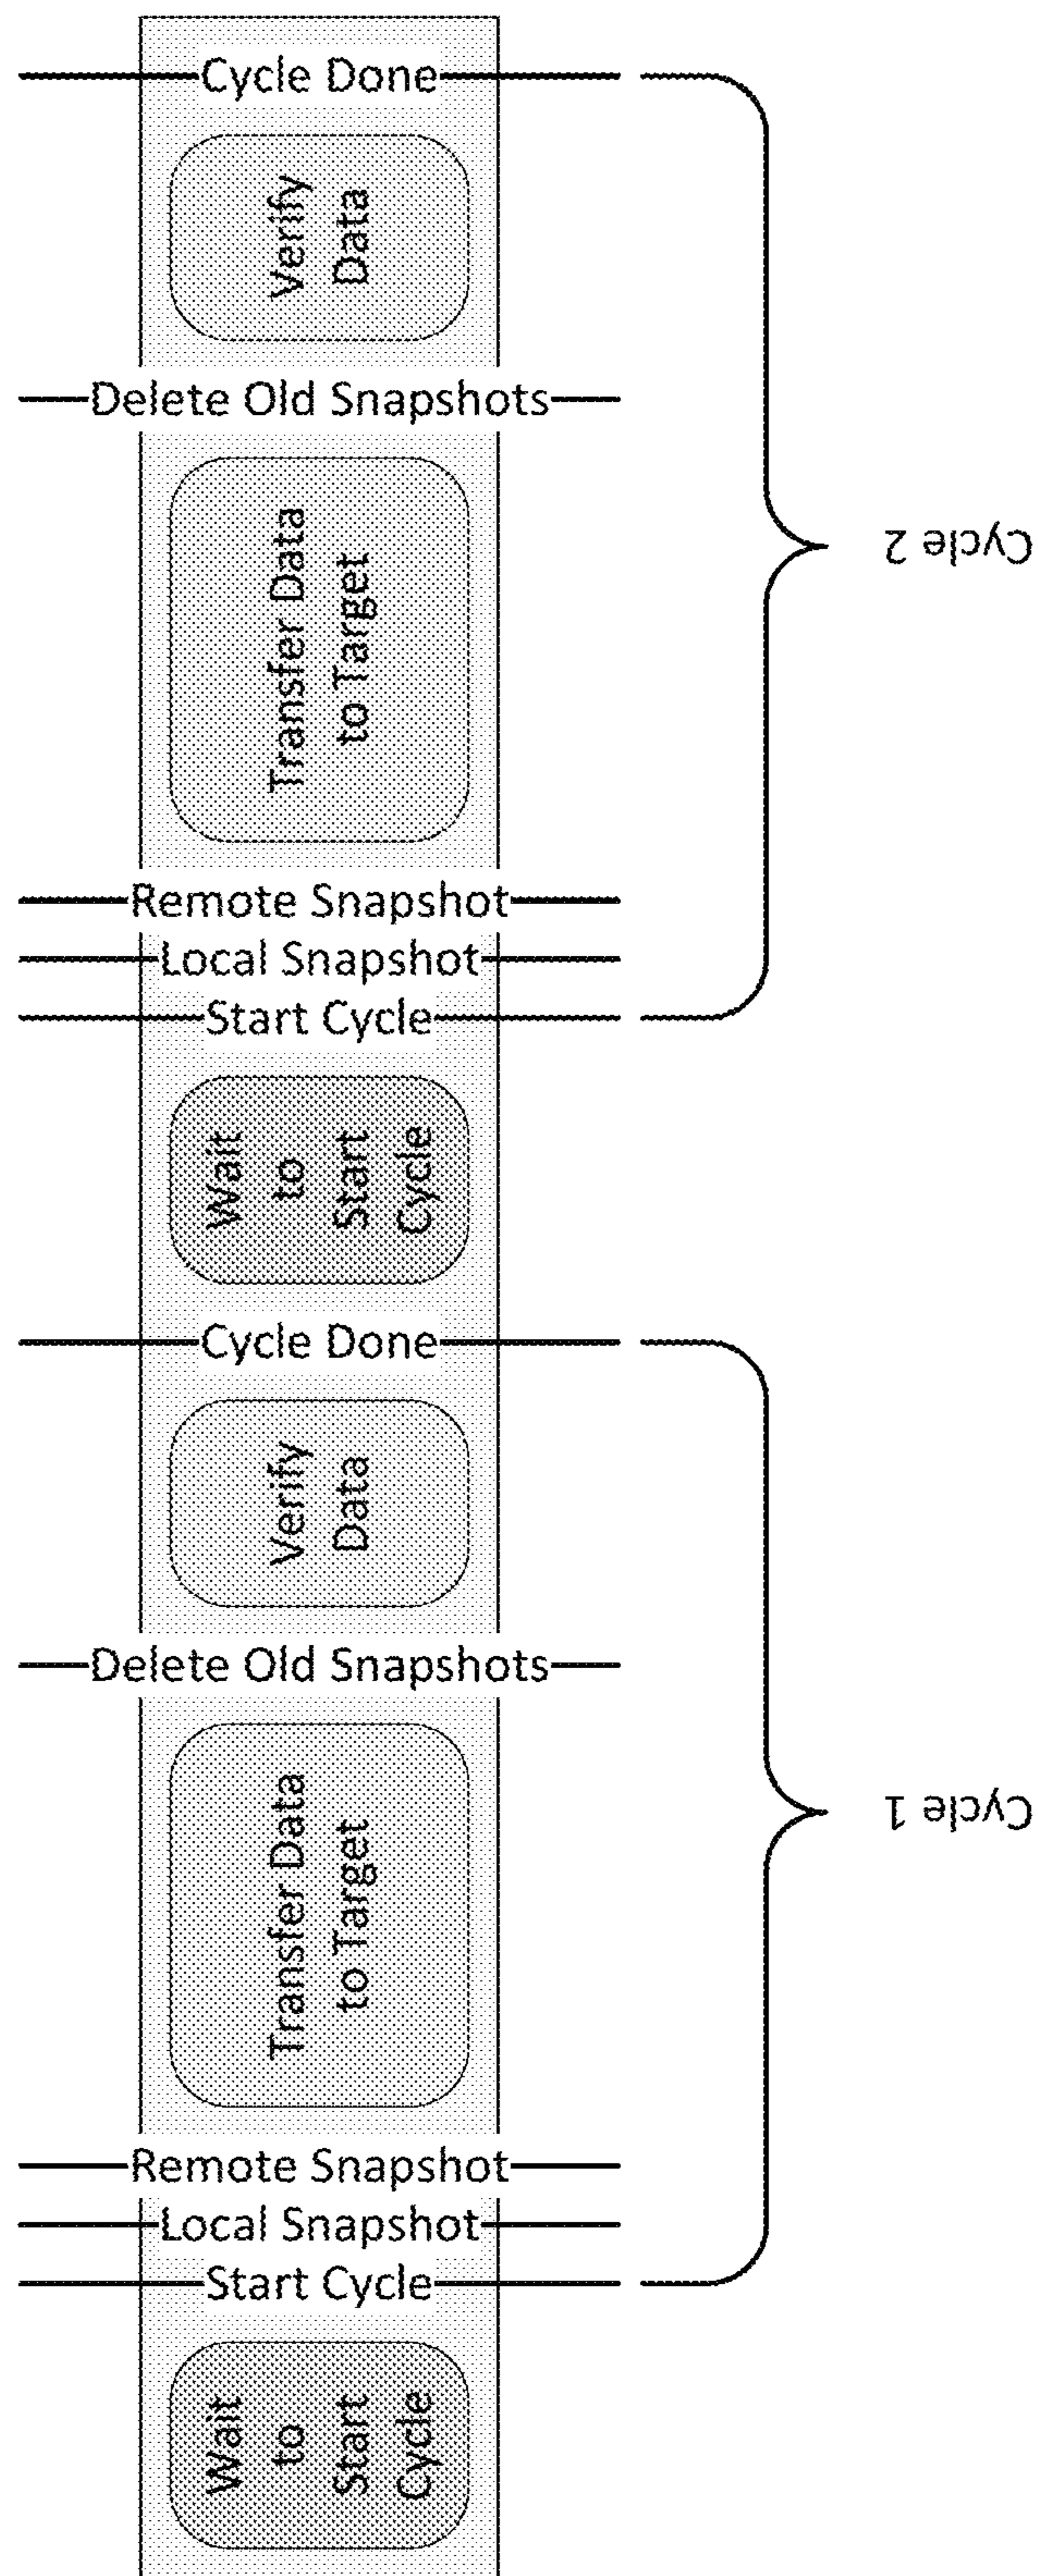 Cycle Done
Verify
Data
Delete Old Snapshots
Transfer Data
to Target
Cycle 2
Remote Snapshot
Local Snapshot
Start Cycle
Wait
to
Start
Cycle
Cycle Done
Verify
Data
Delete Old Snapshots
Transfer Data
to Target
Cycle 1
Remote Snapshot
Local Snapshot
Start Cycle
Wait
to
Start
Cycle